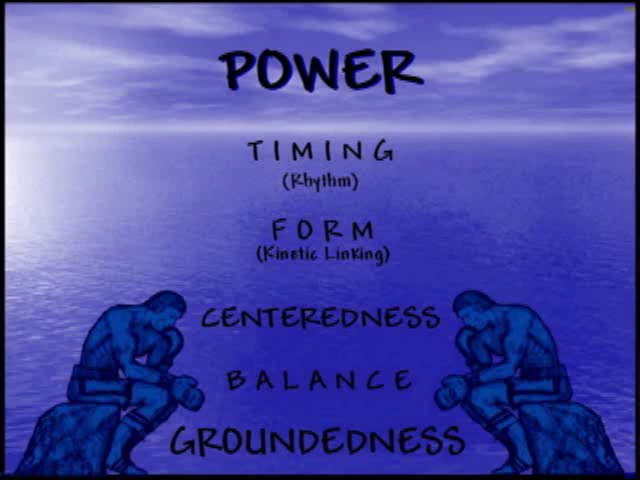 POWER
TIMING
(Rhythm)
FORM
(Kinetic Linking)
CENTEREDNESS
BALANCE
GROUNDEDNESS